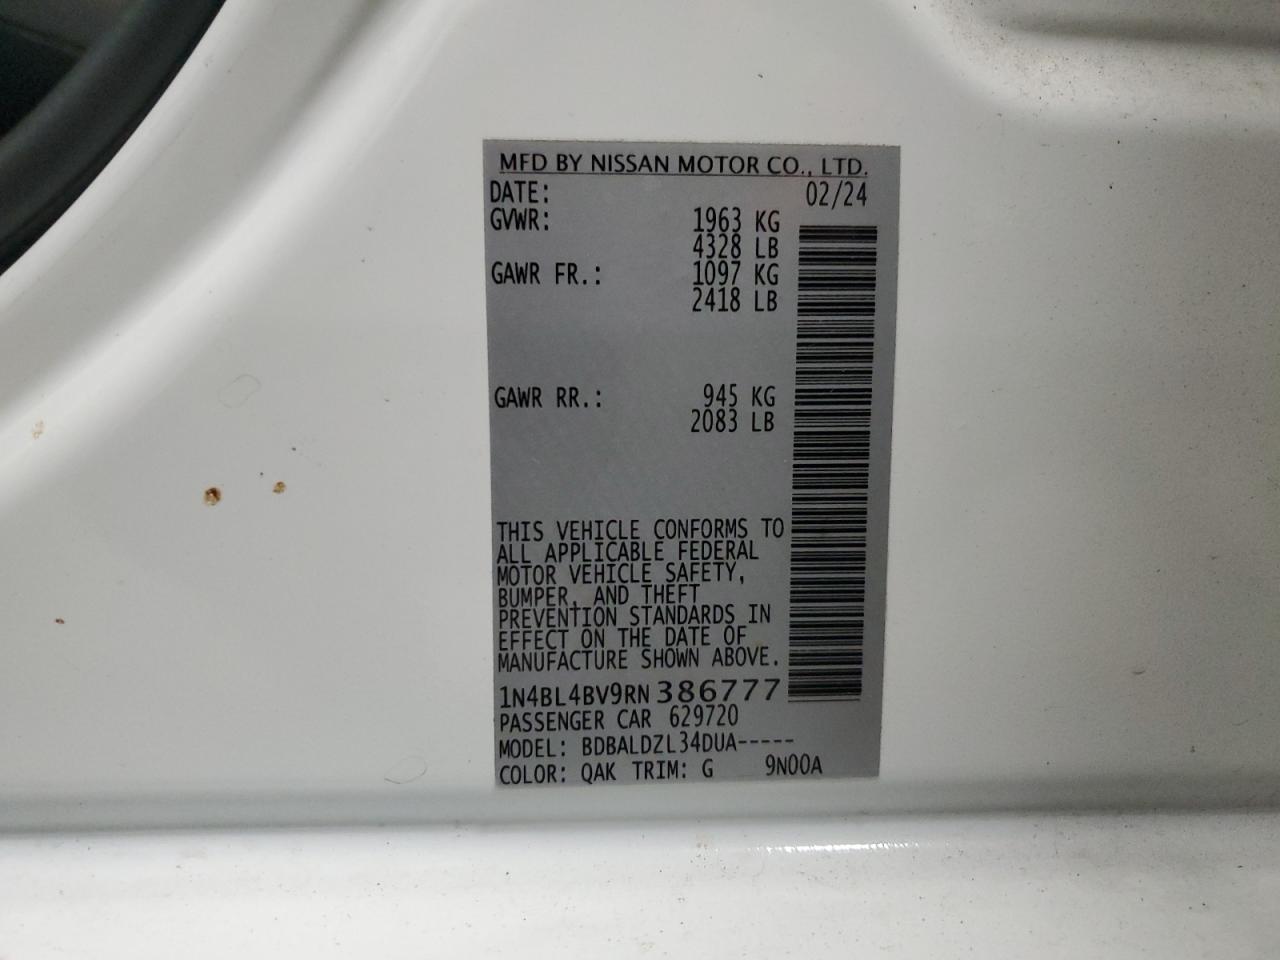 MFD BY NISSAN MOTOR CO., LTD.
DATE: 02/24
GVWR: 1963 KG
4328 LB
GAWR FR.: 1097 KG
2418 LB
GAWR RR.: 945 KG
2083 LB
THIS VEHICLE CONFORMS TO
ALL APPLICABLE FEDERAL
MOTOR VEHICLE SAFETY,
BUMPER, AND THEFT
PREVENTION STANDARDS IN
EFFECT ON THE DATE OF
MANUFACTURE SHOWN ABOVE.
1N4BL4BV9RN386777
PASSENGER CAR 629720
MODEL: BDBALDZL34DUA-----
COLOR: QAK TRIM: G 9N00A